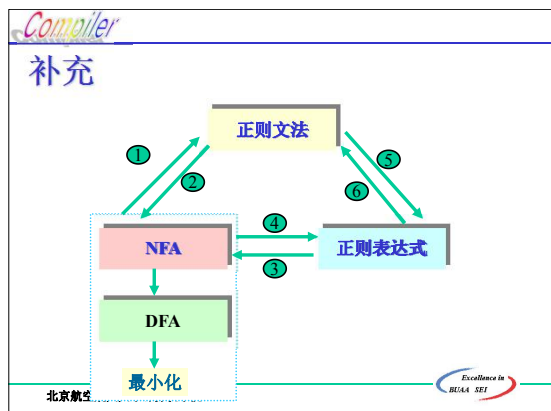 Compiler
补充
正则文法
①
②
⑤
⑥
④
③
NFA
正则表达式
DFA
最小化
北京航空
Excellence in
BUAA SEI